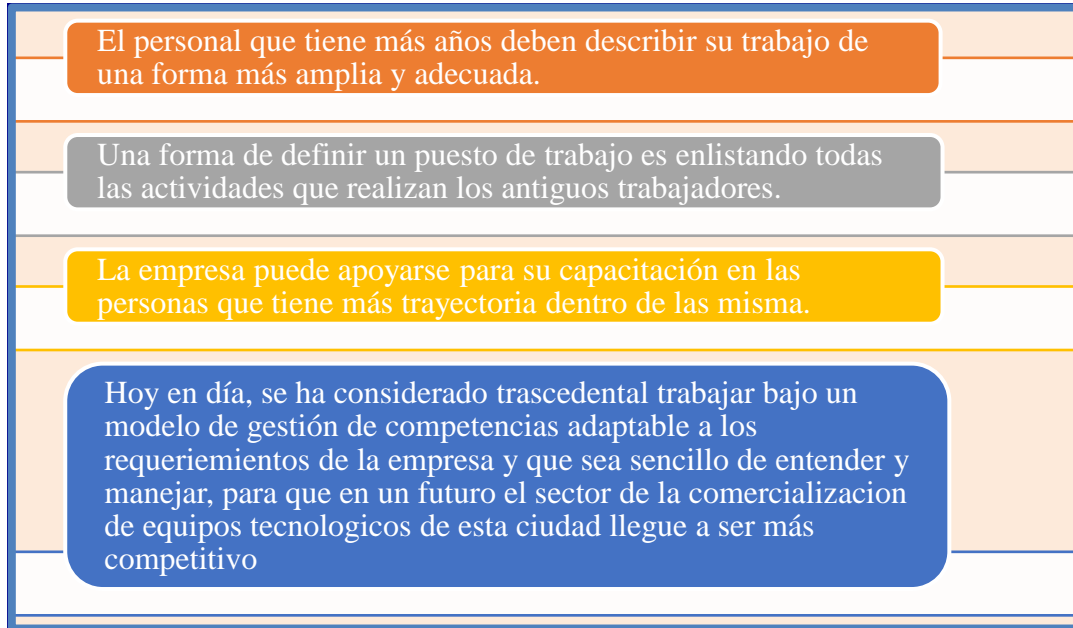 El personal que tiene más años deben describir su trabajo de
una forma más amplia y adecuada.
Una forma de definir un puesto de trabajo es enlistando todas
las actividades que realizan los antiguos trabajadores.
La empresa puede apoyarse para su capacitación en las
personas que tiene más trayectoria dentro de las misma.
Hoy en día, se ha considerado trascedental trabajar bajo un
modelo de gestión de competencias adaptable a los
requeriemientos de la empresa y que sea sencillo de entender y
manejar, para que en un futuro el sector de la comercializacion
de equipos tecnologicos de esta ciudad llegue a ser más
competitivo